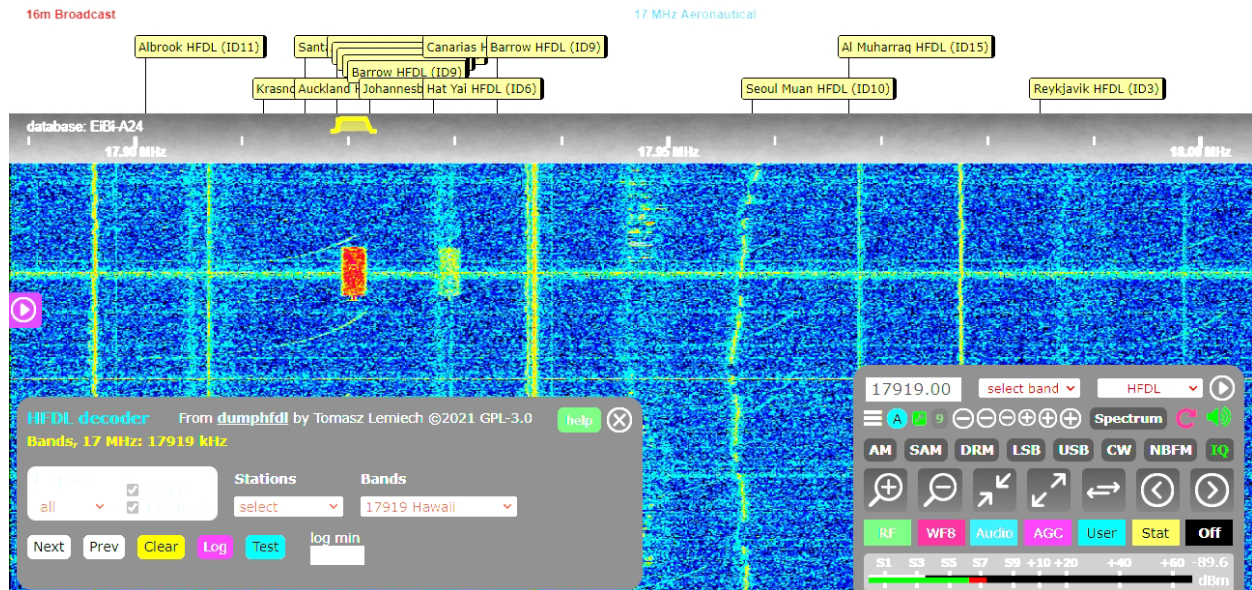 16m Broadcast
17 MHz Aeronautical
Albrook HFDL (ID11)
Canarias H
Barrow HFDL (ID9)
Al Muharraq HFDL (ID15)
Barrow HFDL (ID9)
Auckland
Johannesb
Hat Yai HFDL (ID6)
Seoul Muan HFDL (ID10)
Reykjavik HFDL (ID3)
database: EiBi-A24
17.90 MHz
17.95 MHz
18.00 MHz
HFDL decoder From dumphfdl by Tomasz Lemiech ©2021 GPL-3.0 help
Bands, 17 MHz: 17919 kHz
Stations Bands
all select 17919 Hawaii
Next Prev Clear Log Test log min
17919.00 select band HFDL
A 9 Spectrum
AM SAM DRM LSB USB CW NBFM IQ
RF WF8 Audio AGC User Stat Off
S1 S3 S5 S7 S9 +10 +20 +40 +60 -89.6
dBm